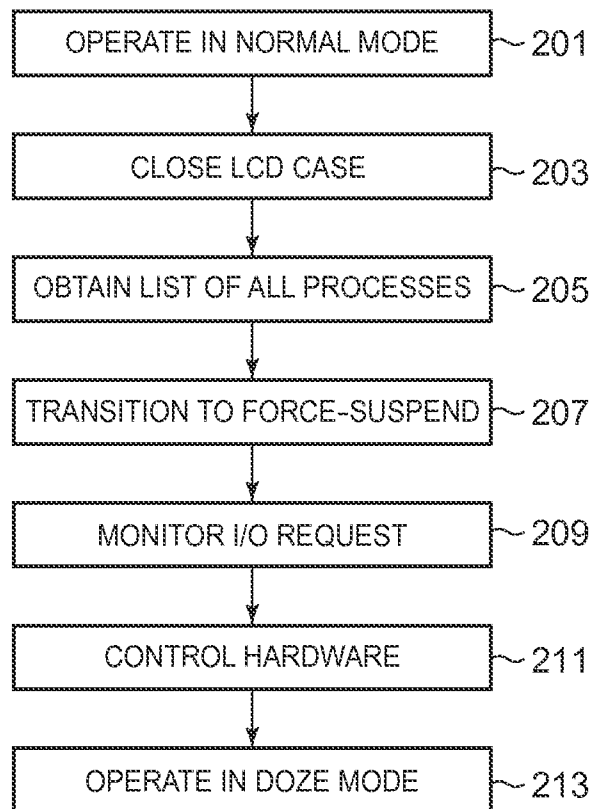 OPERATE IN NORMAL MODE 201
CLOSE LCD CASE 203
OBTAIN LIST OF ALL PROCESSES 205
TRANSITION TO FORCE-SUSPEND 207
MONITOR I/O REQUEST 209
CONTROL HARDWARE 211
OPERATE IN DOZE MODE 213